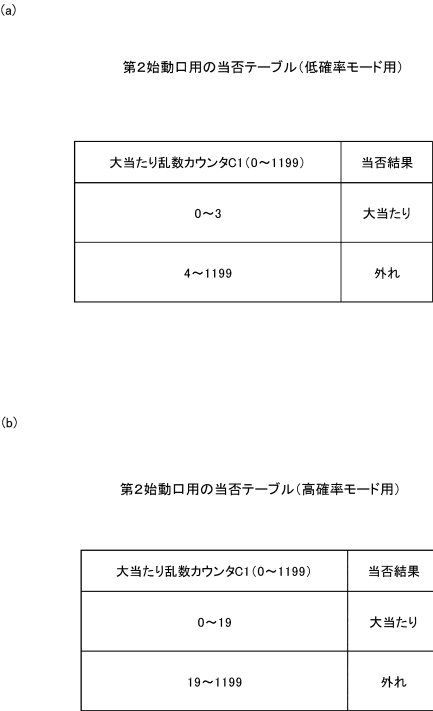 (a)
第2始動口用の当否テーブル(低確率モード用)
大当たり乱数カウンタC1(0～1199) 当否結果
0～3 大当たり
4～1199 外れ
(b)
第2始動口用の当否テーブル(高確率モード用)
大当たり乱数カウンタC1(0～1199) 当否結果
0～19 大当たり
19～1199 外れ